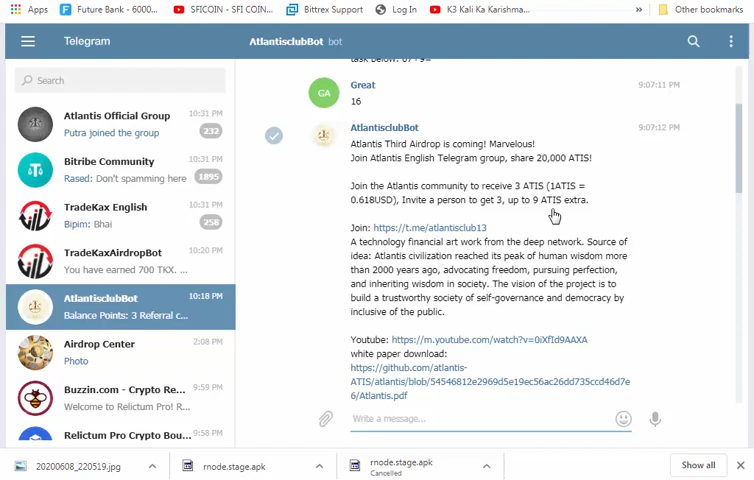 Apps
Future Bank - 6000...
SFICOIN - SFI COIN...
Bittrex Support
Log In
K3 Kali Ka Karishma...
»
Other bookmarks
Telegram
AtlantisclubBot bot
Search
Atlantis Official Group 10:31 PM
Putra joined the group 232
Bitribe Community 10:31 PM
Rased: Don't spamming here 1895
TradeKax English 10:31 PM
Bipim: Bhai 258
TradeKaxAirdropBot 10:20 PM
You have earned 700 TKX. ...
AtlantisclubBot 10:18 PM
Balance Points: 3 Referral c...
Airdrop Center 2:08 PM
Photo
Buzzin.com - Crypto Re... 9:59 PM
Welcome to Relictum Pro! R...
Relictum Pro Crypto Bou... 9:58 PM
task below: 07+9=
GA
Great 9:07:11 PM
16
AtlantisclubBot 9:07:12 PM
Atlantis Third Airdrop is coming! Marvelous!
Join Atlantis English Telegram group, share 20,000 ATIS!
Join the Atlantis community to receive 3 ATIS (1ATIS =
0.618USD), Invite a person to get 3, up to 9 ATIS extra.
Join: https://t.me/atlantisclub13
A technology financial art work from the deep network. Source of
idea: Atlantis civilization reached its peak of human wisdom more
than 2000 years ago, advocating freedom, pursuing perfection,
and inheriting wisdom in society. The vision of the project is to
build a trustworthy society of self-governance and democracy by
inclusive of the public.
Youtube: https://m.youtube.com/watch?v=0iXfId9AAXA
white paper download:
https://github.com/atlantis-
ATIS/atlantis/blob/54546812e2969d5e19ec56ac26dd735ccd46d7e
6/Atlantis.pdf
Write a message...
20200608_220519.jpg
rnode.stage.apk
rnode.stage.apk
Cancelled
Show all